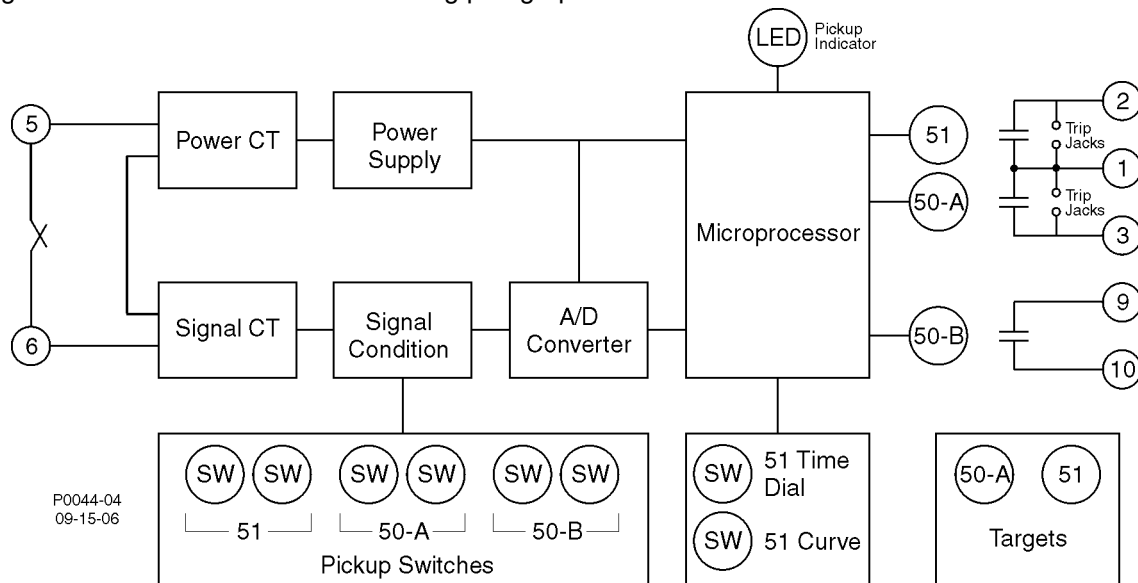 LED
Pickup
Indicator
5
Power CT
Power
Supply
Microprocessor
51
50-A
2
Trip
Jacks
1
Trip
Jacks
3
6
Signal CT
Signal
Condition
A/D
Converter
50-B
9
10
SW
SW
SW
SW
SW
SW
51
50-A
50-B
Pickup Switches
SW
51 Time
Dial
SW
51 Curve
50-A
51
Targets
P0044-04
09-15-06